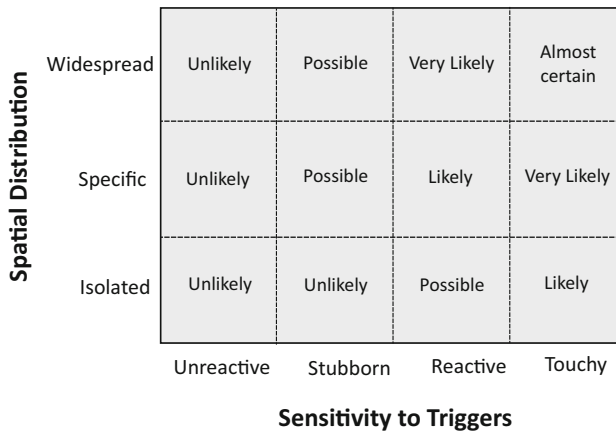 Spatial Distribution
Widespread
Unlikely
Possible
Very Likely
Almost
certain
Specific
Unlikely
Possible
Likely
Very Likely
Isolated
Unlikely
Unlikely
Possible
Likely
Unreactive
Stubborn
Reactive
Touchy
Sensitivity to Triggers